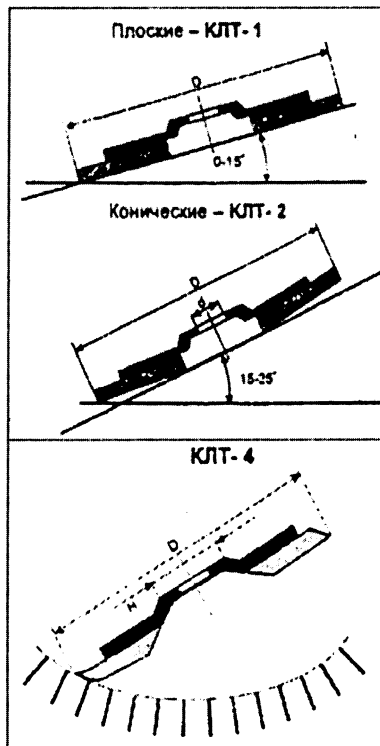 Плоские – КЛТ- 1
D
0-15°
Конические – КЛТ- 2
D
d
15-25°
КЛТ- 4
D
H